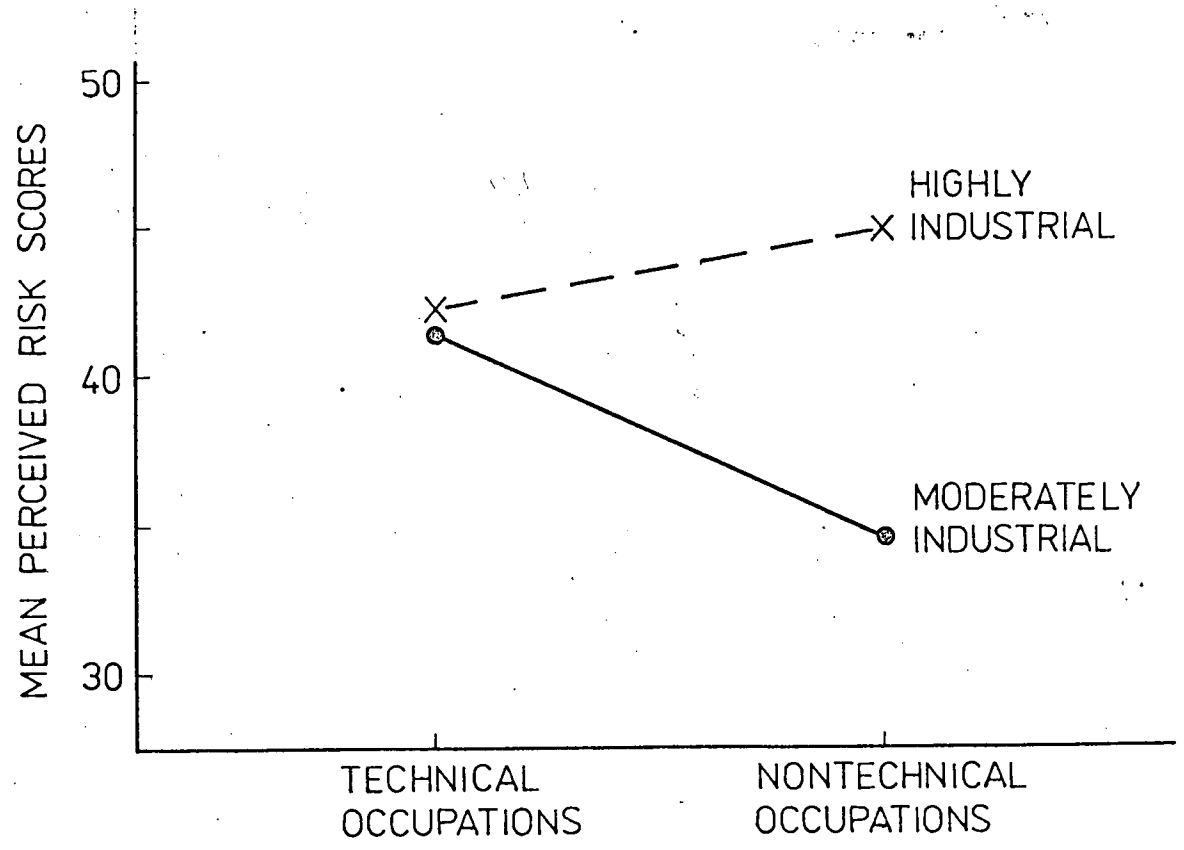 MEAN PERCEIVED RISK SCORES
50
40
30
HIGHLY
INDUSTRIAL
MODERATELY
INDUSTRIAL
TECHNICAL
OCCUPATIONS
NONTECHNICAL
OCCUPATIONS